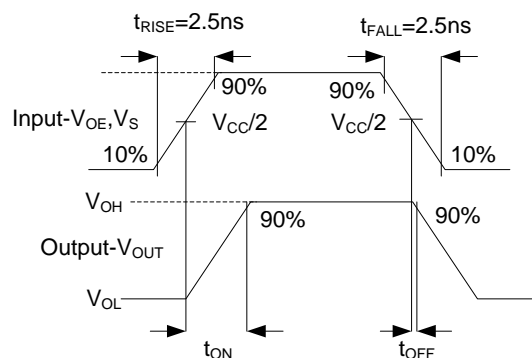 tRISE=2.5ns
tFALL=2.5ns
90%
90%
Input-VOE,VS
VCC/2
VCC/2
10%
10%
VOH
90%
90%
Output-VOUT
VOL
tON
tOFF